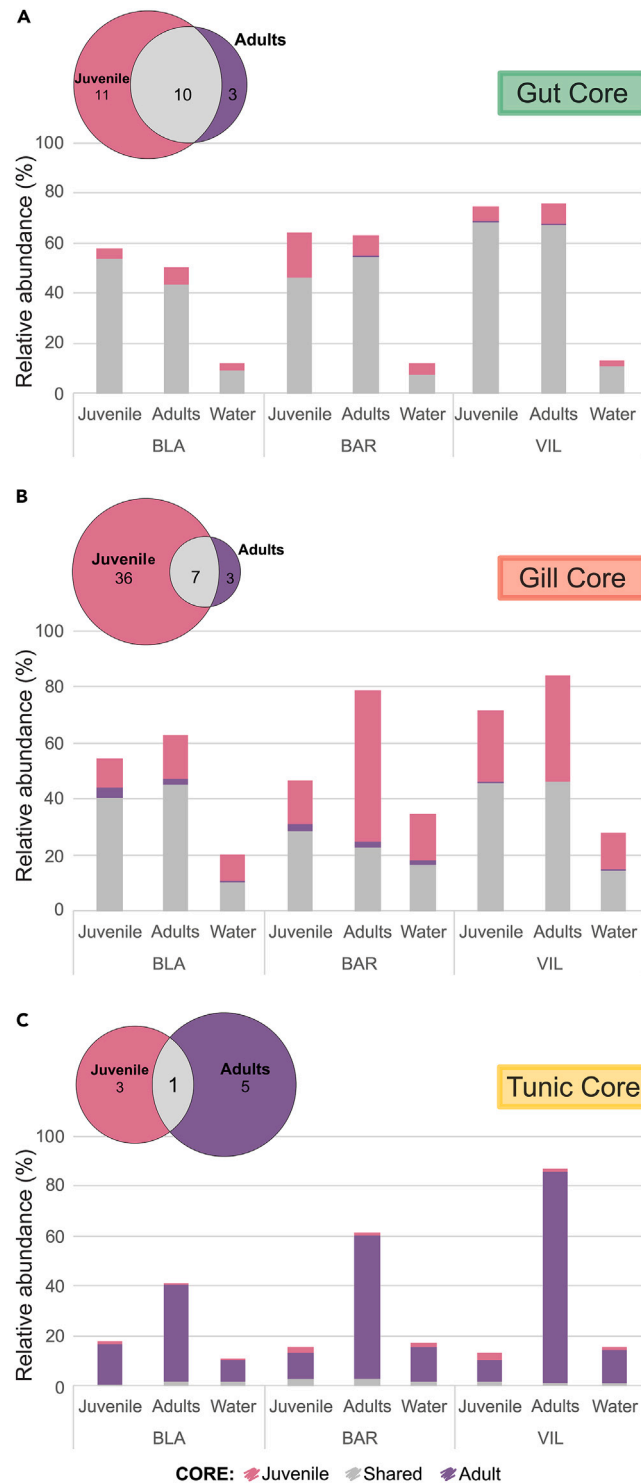 A
Adults
Juvenile
11
10
3
Gut Core
Relative abundance (%)
100
80
60
40
20
0
Juvenile Adults Water Juvenile Adults Water Juvenile Adults Water
BLA BAR VIL
B
Juvenile
36
7
Adults
3
Gill Core
Relative abundance (%)
100
80
60
40
20
0
Juvenile Adults Water Juvenile Adults Water Juvenile Adult Water
BLA BAR VIL
C
Juvenile
3
1
Adults
5
Tunic Core
Relative abundance (%)
100
80
60
40
20
0
Juvenile Adults Water Juvenile Adults Water Juvenile Adults Water
BLA BAR VIL
CORE: Juvenile Shared Adult